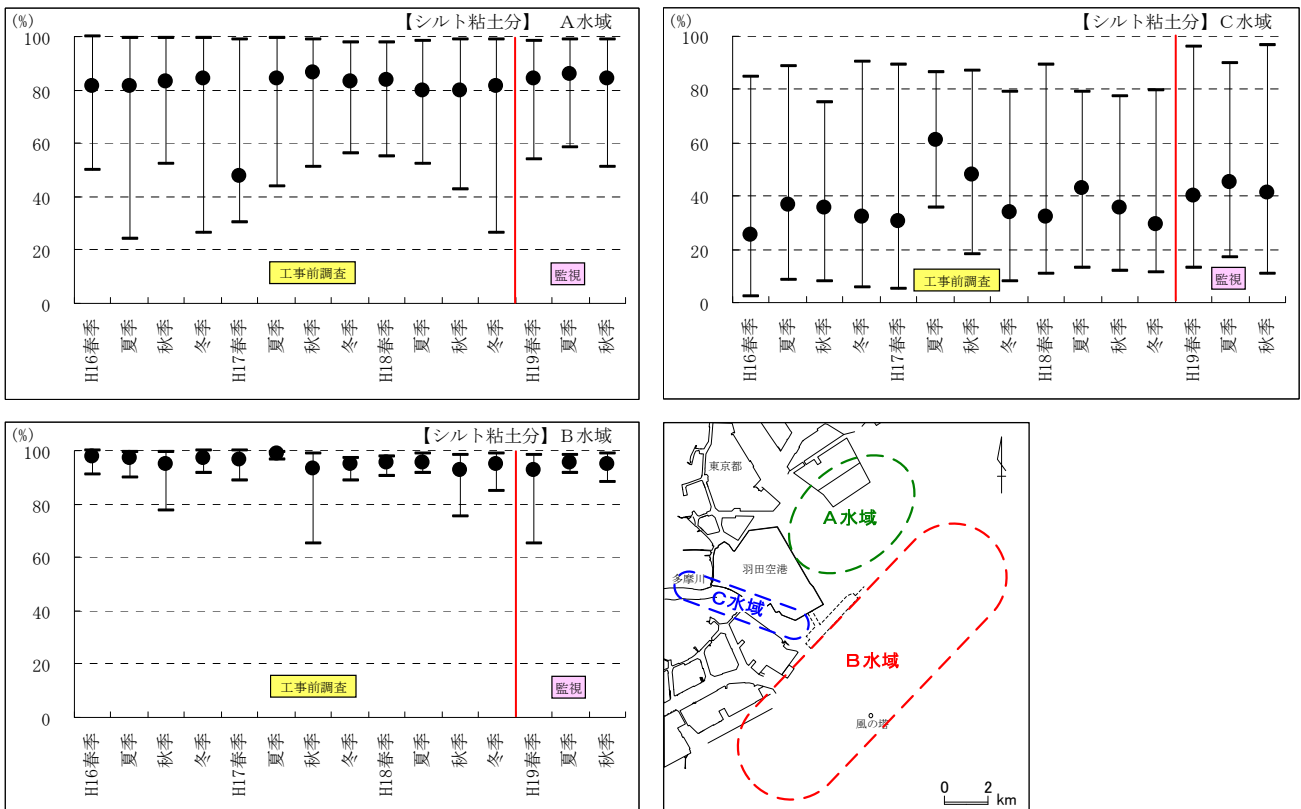 (%)
【シルト粘土分】 A水域
100
80
60
40
20
0
工事前調査
監視
H16春季
夏季
秋季
冬季
H17春季
夏季
秋季
冬季
H18春季
夏季
秋季
冬季
H19春季
夏季
秋季
(%)
【シルト粘土分】C水域
100
80
60
40
20
0
工事前調査
監視
H16春季
夏季
秋季
冬季
H17春季
夏季
秋季
冬季
H18春季
夏季
秋季
冬季
H19春季
夏季
秋季
(%)
【シルト粘土分】B水域
100
80
60
40
20
0
工事前調査
監視
H16春季
夏季
秋季
冬季
H17春季
夏季
秋季
冬季
H18春季
夏季
秋季
冬季
H19春季
夏季
秋季
東京都
A水域
羽田空港
多摩川
C水域
B水域
風の塔
0 2
km